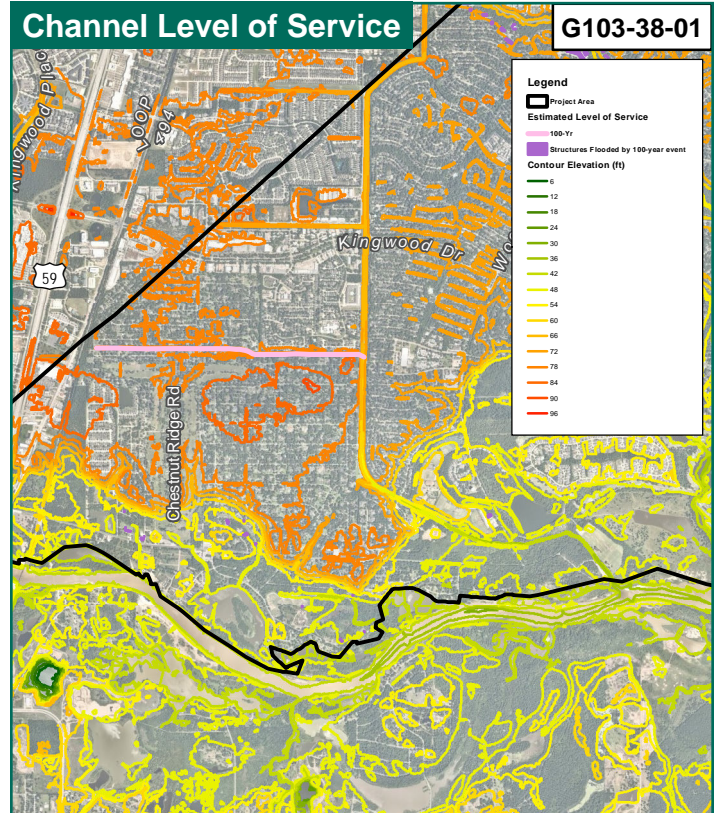 Channel Level of Service
G103-38-01
Kingwood Place
LOOP
494
59
Kingwood Dr
Chestnut Ridge Rd
Legend
Project Area
Estimated Level of Service
100-Yr
Structures Flooded by 100-year event
Contour Elevation (ft)
6
12
18
24
30
36
42
48
54
60
66
72
78
84
90
96